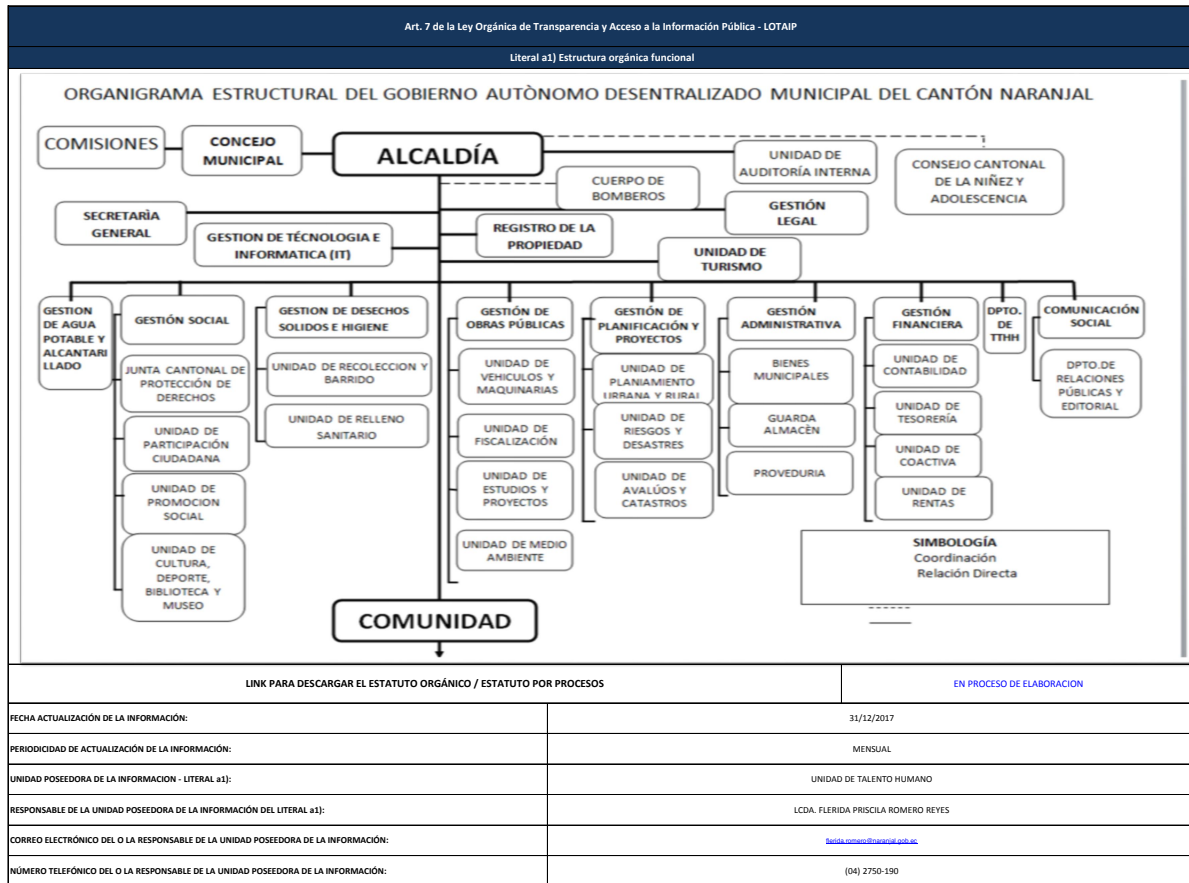 Art. 7 de la Ley Orgánica de Transparencia y Acceso a la Información Pública - LOTAIP
Literal a1) Estructura orgánica funcional
ORGANIGRAMA ESTRUCTURAL DEL GOBIERNO AUTÒNOMO DESENTRALIZADO MUNICIPAL DEL CANTÓN NARANJAL
COMISIONES
CONCEJO
MUNICIPAL
ALCALDÍA
UNIDAD DE
AUDITORÍA INTERNA
CONSEJO CANTONAL
DE LA NIÑEZ Y
ADOLESCENCIA
CUERPO DE
BOMBEROS
SECRETARÌA
GENERAL
GESTIÓN
LEGAL
GESTION DE TÉCNOLOGIA E
INFORMATICA (IT)
REGISTRO DE LA
PROPIEDAD
UNIDAD DE
TURISMO
GESTION
DE AGUA
POTABLE Y
ALCANTARI
LLADO
GESTIÓN SOCIAL
JUNTA CANTONAL DE
PROTECCIÓN DE
DERECHOS
UNIDAD DE
PARTICIPACIÓN
CIUDADANA
UNIDAD DE
PROMOCION
SOCIAL
UNIDAD DE
CULTURA,
DEPORTE,
BIBLIOTECA Y
MUSEO
GESTION DE DESECHOS
SOLIDOS E HIGIENE
UNIDAD DE RECOLECCION Y
BARRIDO
UNIDAD DE RELLENO
SANITARIO
GESTIÓN DE
OBRAS PÚBLICAS
UNIDAD DE
VEHICULOS Y
MAQUINARIAS
UNIDAD DE
FISCALIZACIÓN
UNIDAD DE
ESTUDIOS Y
PROYECTOS
UNIDAD DE MEDIO
AMBIENTE
GESTIÓN DE
PLANIFICACIÓN Y
PROYECTOS
UNIDAD DE
PLANIAMIENTO
URBANA Y RURAL
UNIDAD DE
RIESGOS Y
DESASTRES
UNIDAD DE
AVALÚOS Y
CATASTROS
GESTIÓN
ADMINISTRATIVA
BIENES
MUNICIPALES
GUARDA
ALMACÈN
PROVEDURIA
GESTIÓN
FINANCIERA
UNIDAD DE
CONTABILIDAD
UNIDAD DE
TESORERÍA
UNIDAD DE
COACTIVA
UNIDAD DE
RENTAS
DPTO.
DE
TTHH
COMUNICACIÓN
SOCIAL
DPTO.DE
RELACIONES
PÚBLICAS Y
EDITORIAL
SIMBOLOGÍA
Coordinación
Relación Directa
COMUNIDAD
LINK PARA DESCARGAR EL ESTATUTO ORGÁNICO / ESTATUTO POR PROCESOS
EN PROCESO DE ELABORACION
FECHA ACTUALIZACIÓN DE LA INFORMACIÓN:
31/12/2017
PERIODICIDAD DE ACTUALIZACIÓN DE LA INFORMACIÓN:
MENSUAL
UNIDAD POSEEDORA DE LA INFORMACION - LITERAL a1):
UNIDAD DE TALENTO HUMANO
RESPONSABLE DE LA UNIDAD POSEEDORA DE LA INFORMACIÓN DEL LITERAL a1):
LCDA. FLERIDA PRISCILA ROMERO REYES
CORREO ELECTRÓNICO DEL O LA RESPONSABLE DE LA UNIDAD POSEEDORA DE LA INFORMACIÓN:
flerida.romero@naranjal.gob.ec
NÚMERO TELEFÓNICO DEL O LA RESPONSABLE DE LA UNIDAD POSEEDORA DE LA INFORMACIÓN:
(04) 2750-190